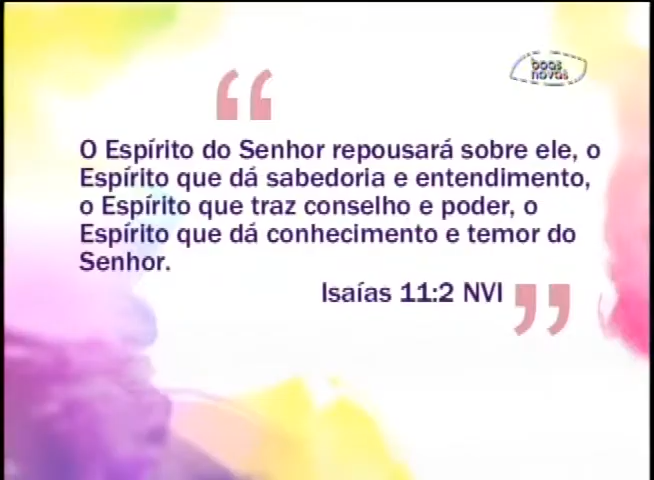 boas
novas
“
O Espírito do Senhor repousará sobre ele, o
Espírito que dá sabedoria e entendimento,
o Espírito que traz conselho e poder, o
Espírito que dá conhecimento e temor do
Senhor.
Isaías 11:2 NVI ”